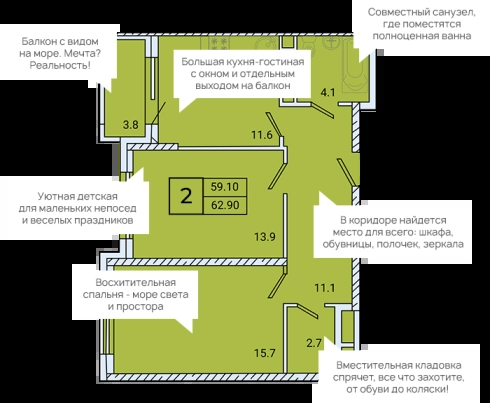 Совместный санузел,
где поместятся
полноценная ванна
Балкон с видом
на море. Мечта?
Реальность!
Большая кухня-гостиная
с окном и отдельным
выходом на балкон
4.1
3.8
11.6
Уютная детская
для маленьких непосед
и веселых праздников
2
59.10
62.90
В коридоре найдется
место для всего: шкафа,
обувницы, полочек, зеркала
13.9
Восхитительная
спальня - море света
и простора
11.1
15.7
2.7
Вместительная кладовка
спрячет, все что захотите,
от обуви до коляски!